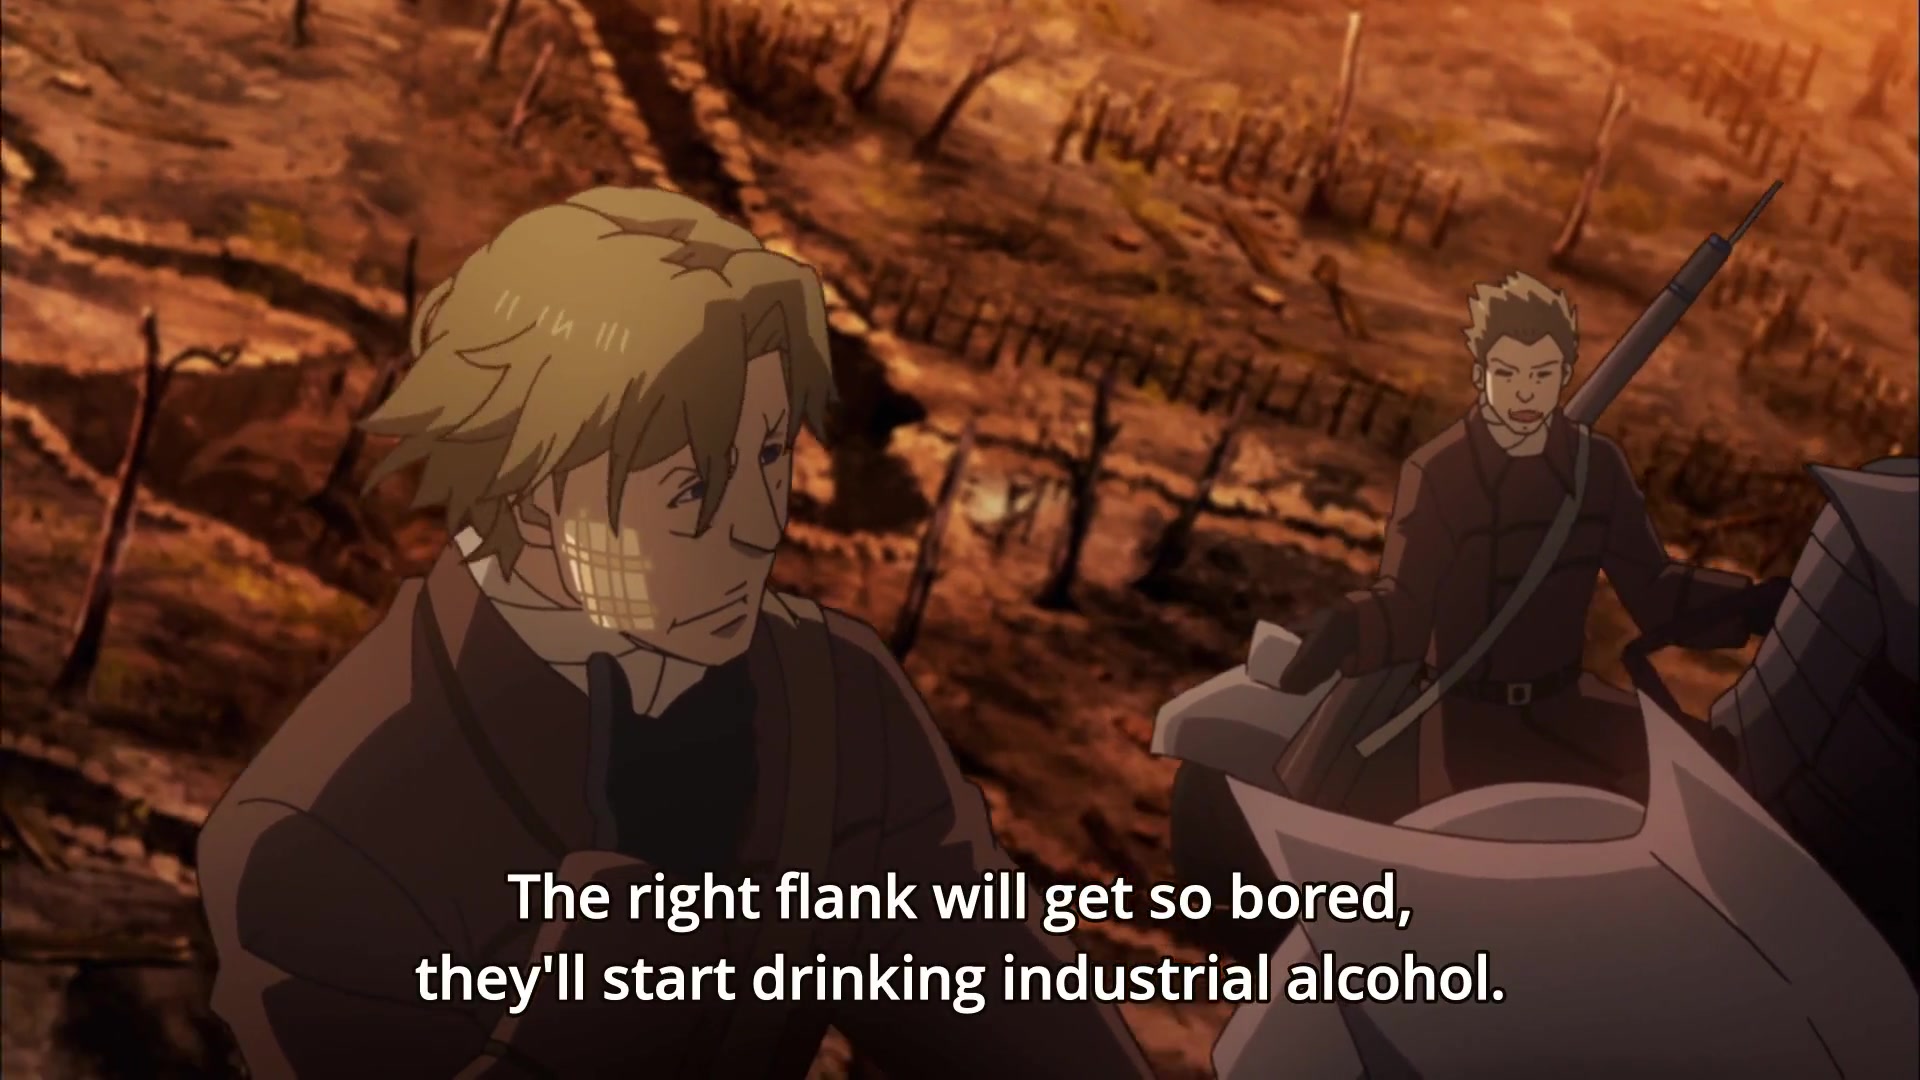 The right flank will get so bored,
they'll start drinking industrial alcohol.